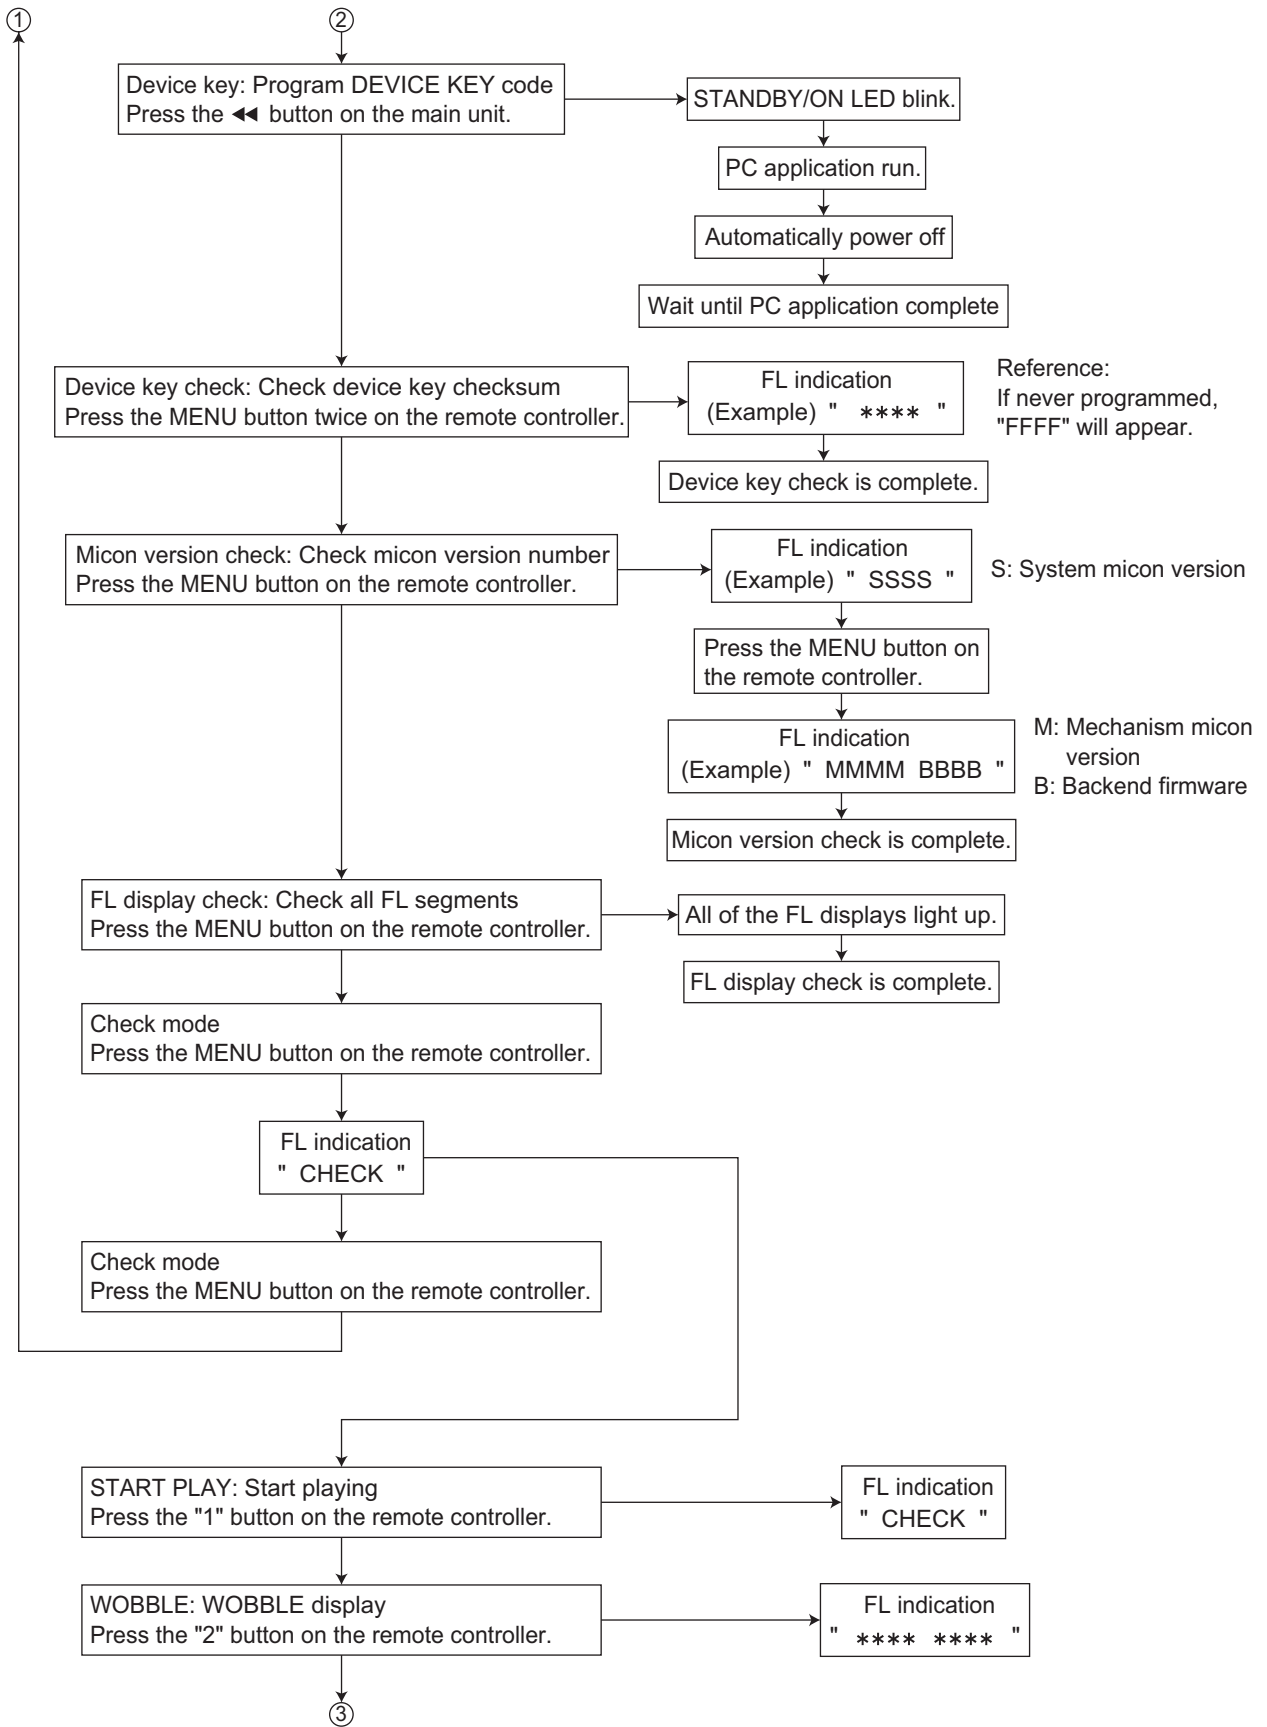 ① ②
Device key: Program DEVICE KEY code
Press the ◀◀ button on the main unit.
STANDBY/ON LED blink.
PC application run.
Automatically power off
Wait until PC application complete
Device key check: Check device key checksum
Press the MENU button twice on the remote controller.
FL indication
(Example) " **** "
Reference:
If never programmed,
"FFFF" will appear.
Device key check is complete.
Micon version check: Check micon version number
Press the MENU button on the remote controller.
FL indication
(Example) " SSSS "
S: System micon version
Press the MENU button on
the remote controller.
FL indication
(Example) " MMMM BBBB "
M: Mechanism micon
version
B: Backend firmware
Micon version check is complete.
FL display check: Check all FL segments
Press the MENU button on the remote controller.
All of the FL displays light up.
FL display check is complete.
Check mode
Press the MENU button on the remote controller.
FL indication
" CHECK "
Check mode
Press the MENU button on the remote controller.
START PLAY: Start playing
Press the "1" button on the remote controller.
FL indication
" CHECK "
WOBBLE: WOBBLE display
Press the "2" button on the remote controller.
FL indication
" **** **** "
③